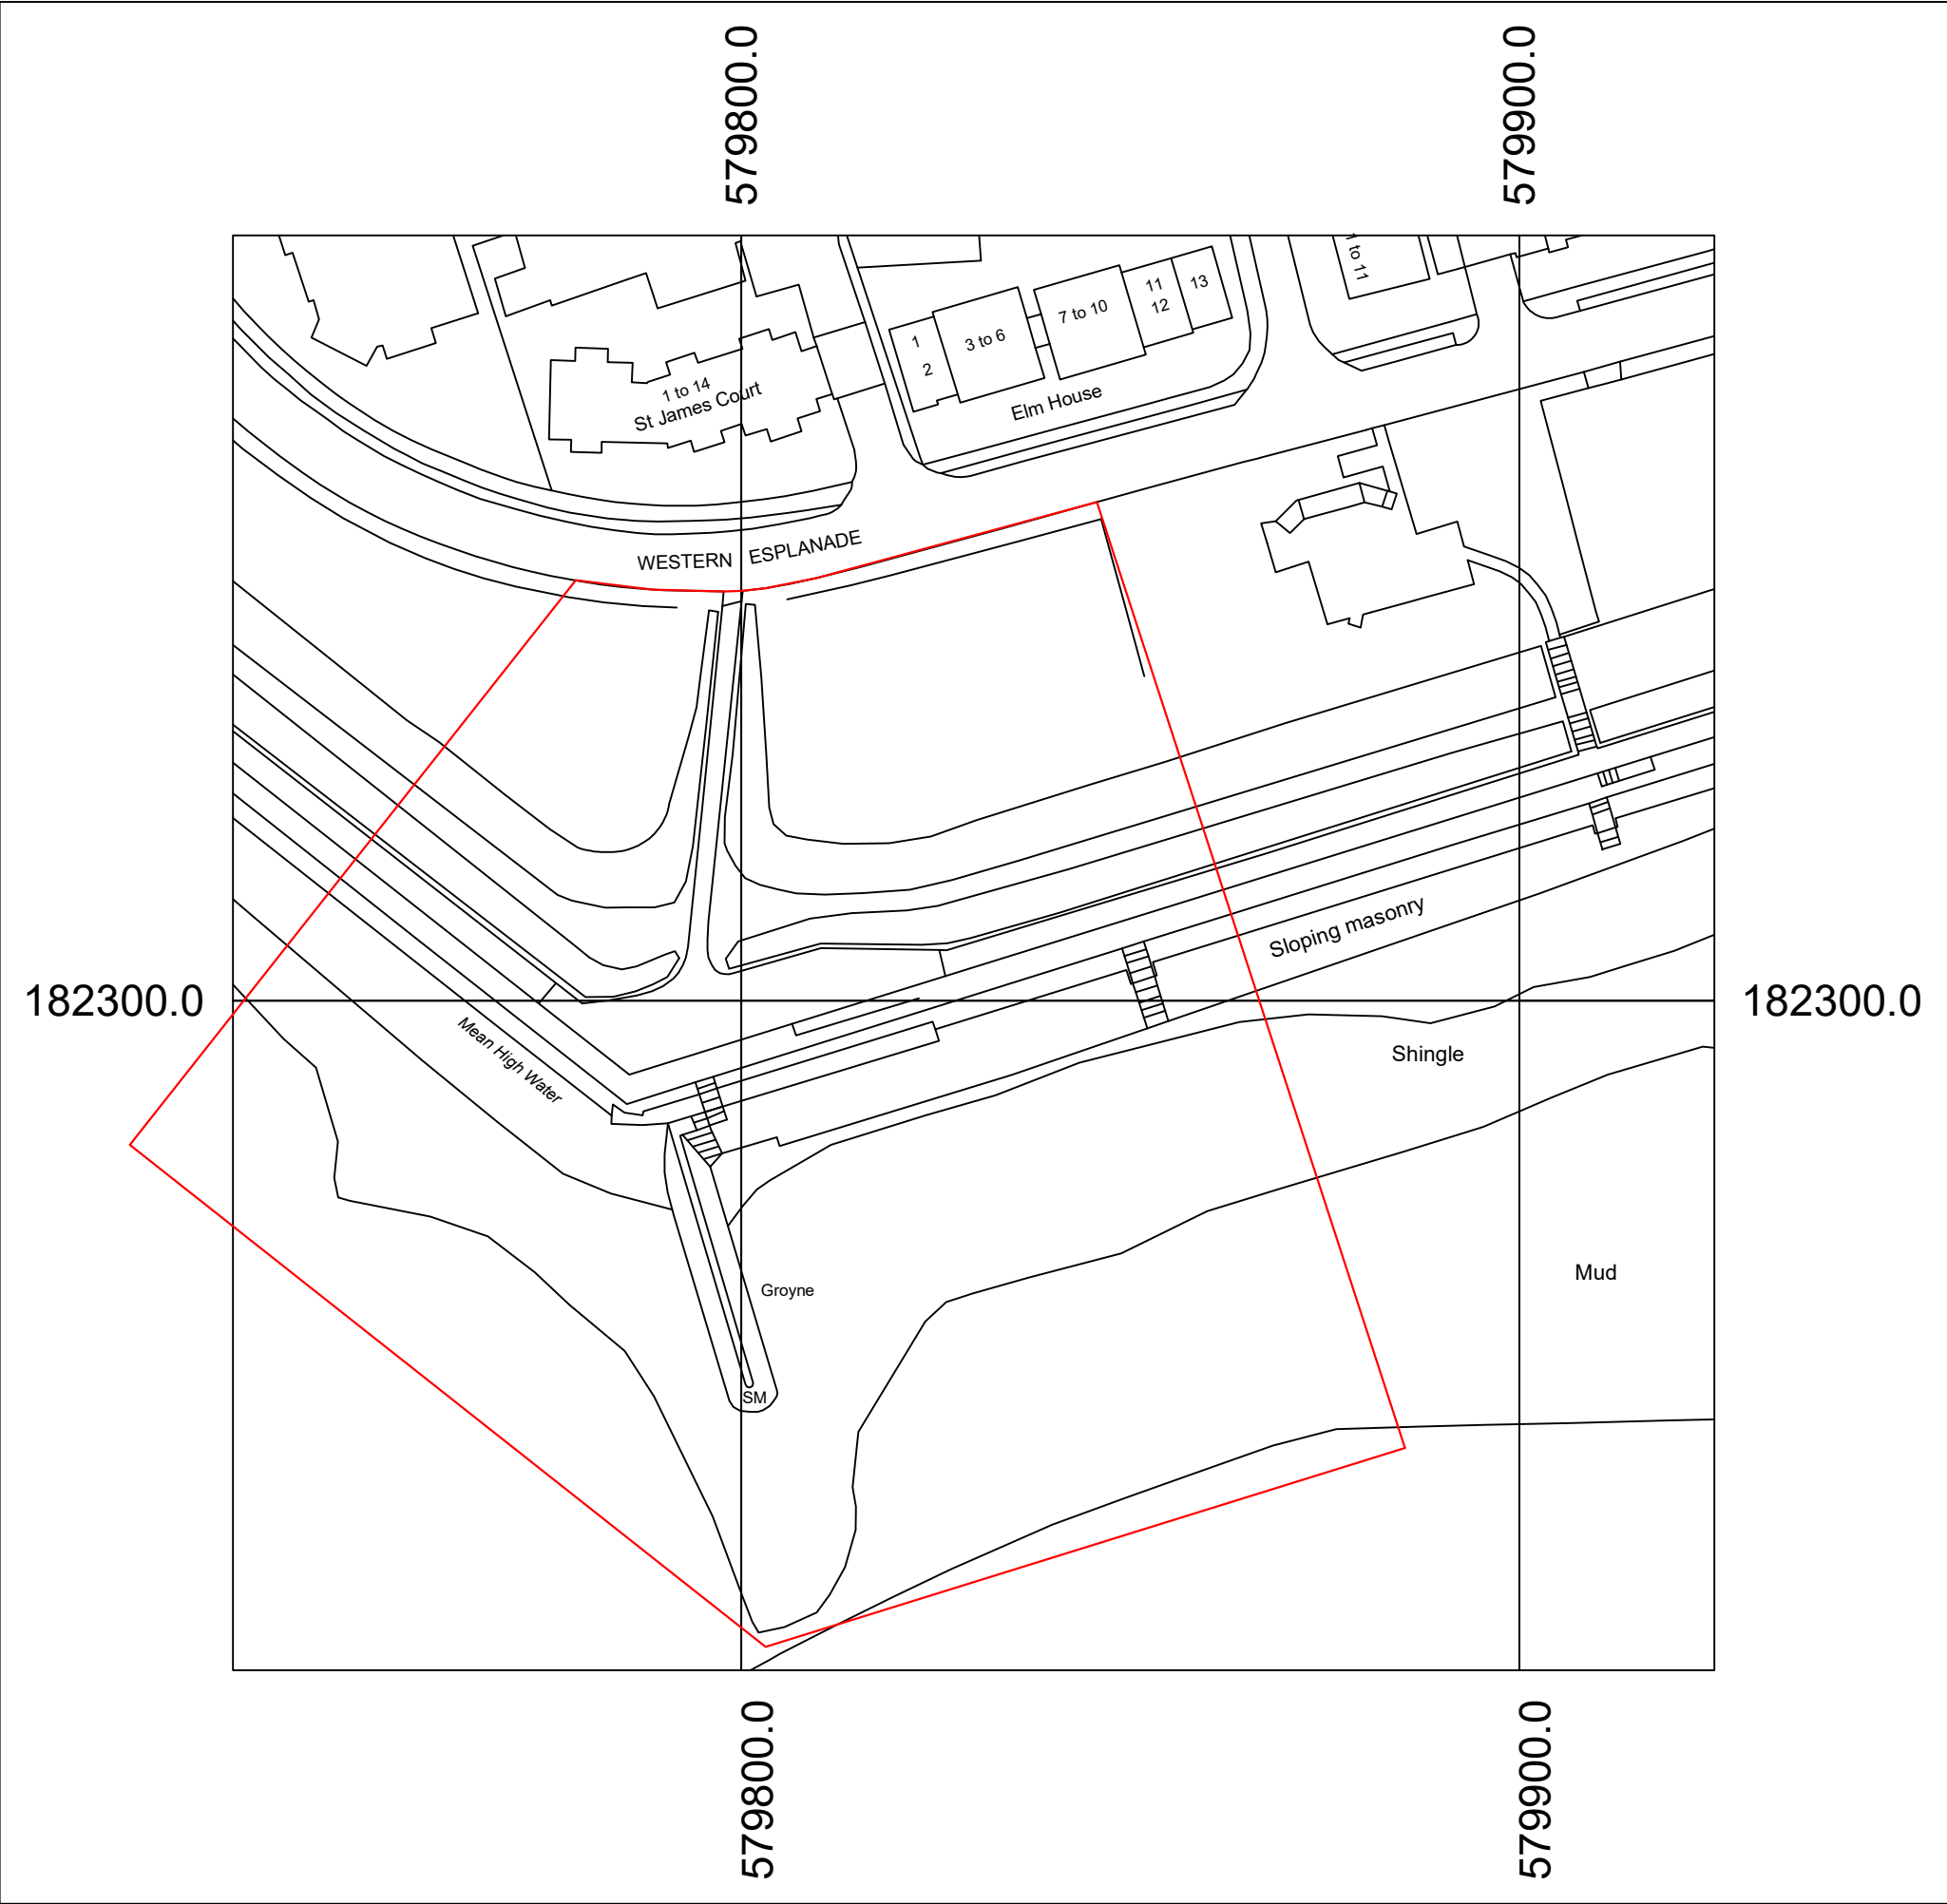 579800.0
579900.0
1 to 11
11
12
13
7 to 10
3 to 6
1
2
1 to 14
St James Court
Elm House
WESTERN ESPLANADE
Sloping masonry
182300.0
182300.0
Mean High Water
Shingle
Mud
Groyne
SM
579800.0
579900.0